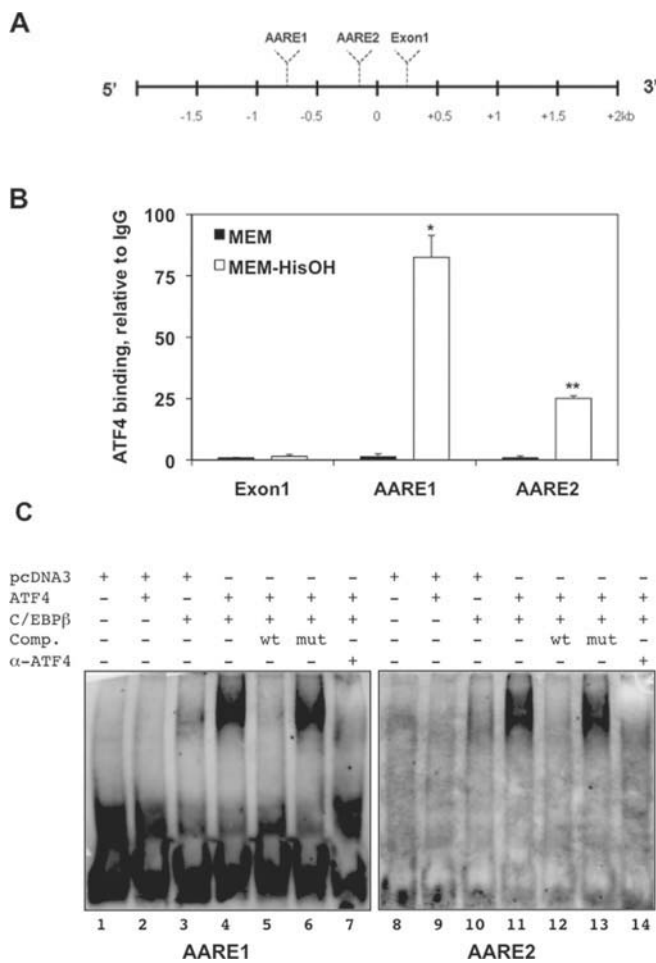 A
AARE1 AARE2 Exon1
5' 3'
-1.5 -1 -0.5 0 +0.5 +1 +1.5 +2kb
B
ATF4 binding, relative to IgG
100
75
50
25
0
MEM
MEM-HisOH
*
**
Exon1 AARE1 AARE2
C
pcDNA3 + + + – – – – + + + – – – –
ATF4 – + – + + + + – + – + + + +
C/EBPβ – – + + + + + – – + + + + +
Comp. – – – – wt mut – – – – – wt mut –
α-ATF4 – – – – – – + – – – – – – +
1 2 3 4 5 6 7 8 9 10 11 12 13 14
AARE1 AARE2